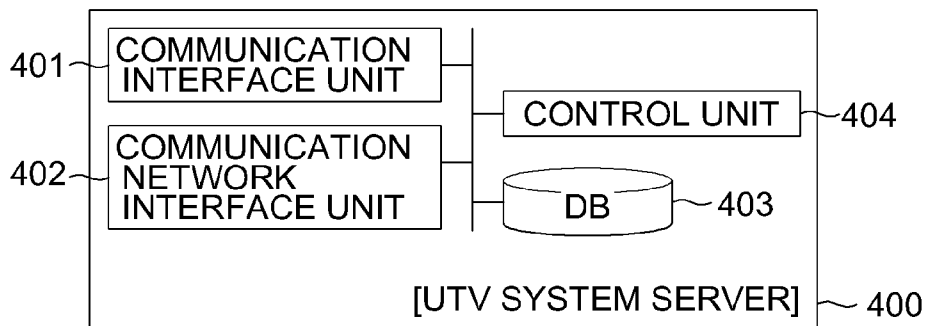 401
COMMUNICATION
INTERFACE UNIT
402
COMMUNICATION
NETWORK
INTERFACE UNIT
CONTROL UNIT
404
DB
403
[UTV SYSTEM SERVER]
400